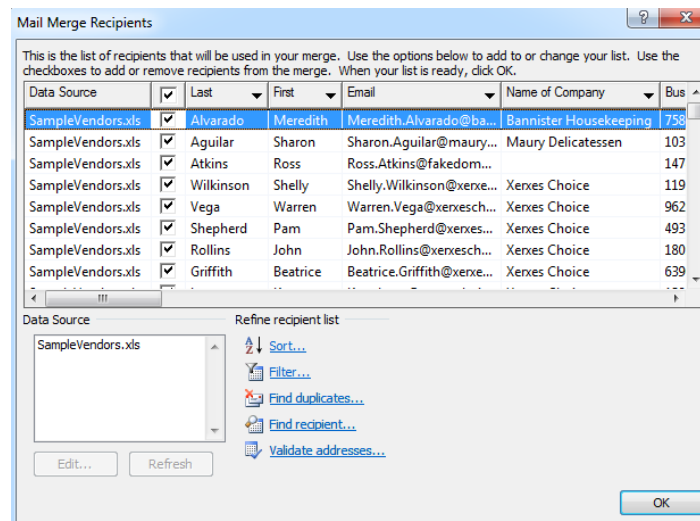 Mail Merge Recipients
This is the list of recipients that will be used in your merge. Use the options below to add to or change your list. Use the
checkboxes to add or remove recipients from the merge. When your list is ready, click OK.
Data Source Last First Email Name of Company Bus
SampleVendors.xls Alvarado Meredith Meredith.Alvarado@ba... Bannister Housekeeping 758
SampleVendors.xls Aguilar Sharon Sharon.Aguilar@maury... Maury Delicatessen 103
SampleVendors.xls Atkins Ross Ross.Atkins@fakedom... 147
SampleVendors.xls Wilkinson Shelly Shelly.Wilkinson@xerxe... Xerxes Choice 119
SampleVendors.xls Vega Warren Warren.Vega@xerxesch... Xerxes Choice 962
SampleVendors.xls Shepherd Pam Pam.Shepherd@xerxes... Xerxes Choice 493
SampleVendors.xls Rollins John John.Rollins@xerxesch... Xerxes Choice 180
SampleVendors.xls Griffith Beatrice Beatrice.Griffith@xerxe... Xerxes Choice 639
Data Source Refine recipient list
SampleVendors.xls
Sort...
Filter...
Find duplicates...
Find recipient...
Validate addresses...
Edit... Refresh
OK